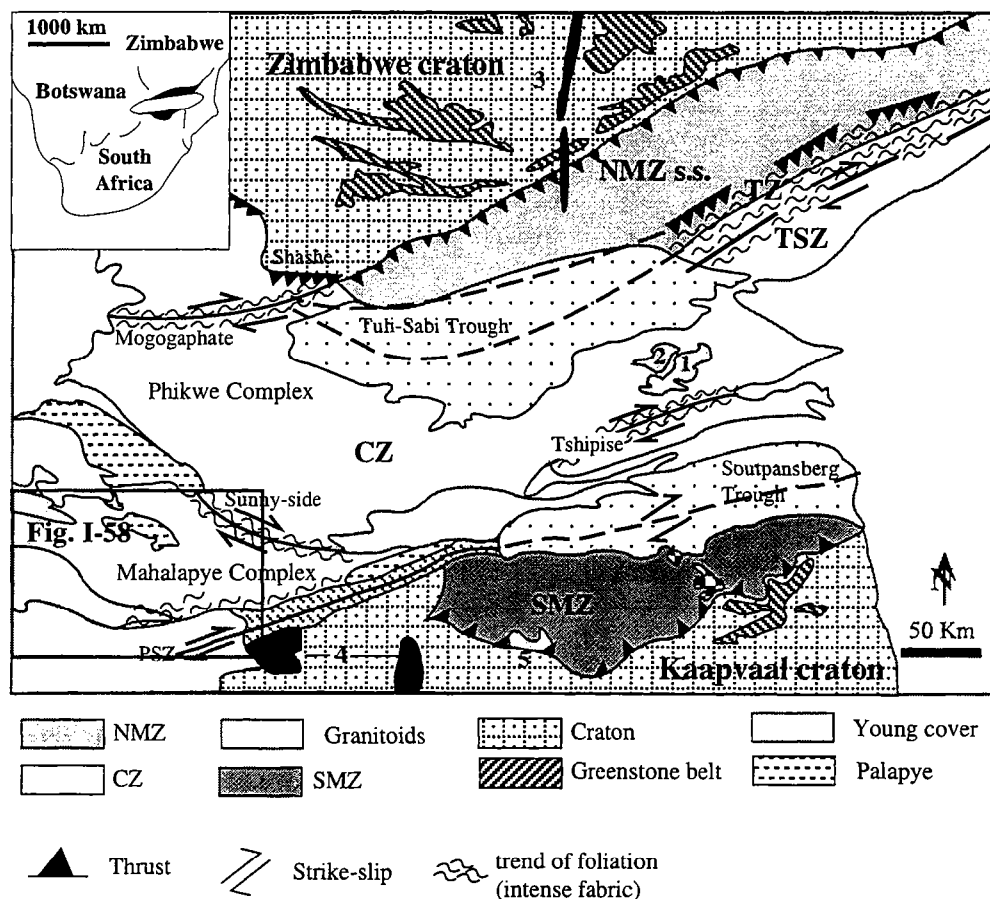 1000 km
Zimbabwe
Botswana
South
Africa
Zimbabwe craton
3
NMZ s.s.
TZ
TSZ
Shashe
Mogogaphate
Tuli-Sabi Trough
Phikwe Complex
2
1
CZ
Tshipise
Soutpansberg
Trough
Sunny-side
Fig. I-58
Mahalapye Complex
SMZ
N
PSZ
4
5
Kaapvaal craton
50 Km
NMZ
Granitoids
Craton
Young cover
CZ
SMZ
Greenstone belt
Palapye
Thrust
Strike-slip
trend of foliation
(intense fabric)